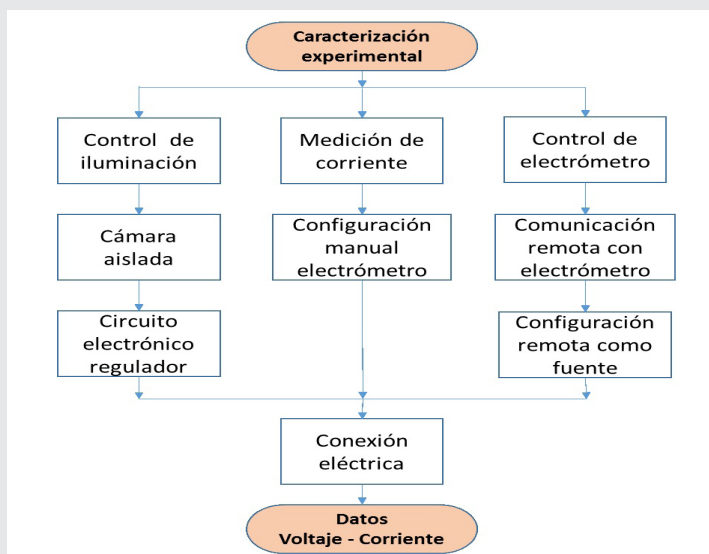 Caracterización
experimental
Control de
iluminación
Medición de
corriente
Control de
electrómetro
Cámara
aislada
Configuración
manual
electrómetro
Comunicación
remota con
electrómetro
Circuito
electrónico
regulador
Configuración
remota como
fuente
Conexión
eléctrica
Datos
Voltaje - Corriente